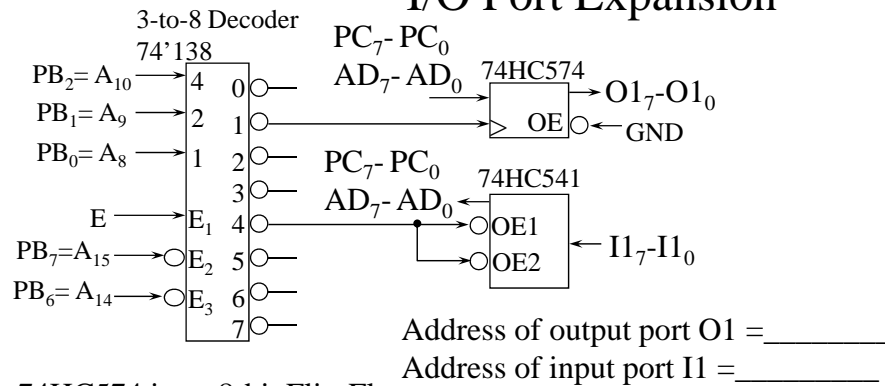 I/O Port Expansion
3-to-8 Decoder
74’138
PB2= A10
PB1= A9
PB0= A8
E
PB7=A15
PB6= A14
4
2
1
E1
E2
E3
0
1
2
3
4
5
6
7
PC7- PC0
AD7- AD0
74HC574
O17-O10
OE
GND
PC7- PC0
AD7- AD0
74HC541
OE1
OE2
I17-I10
Address of output port O1 =________
Address of input port I1 =__________